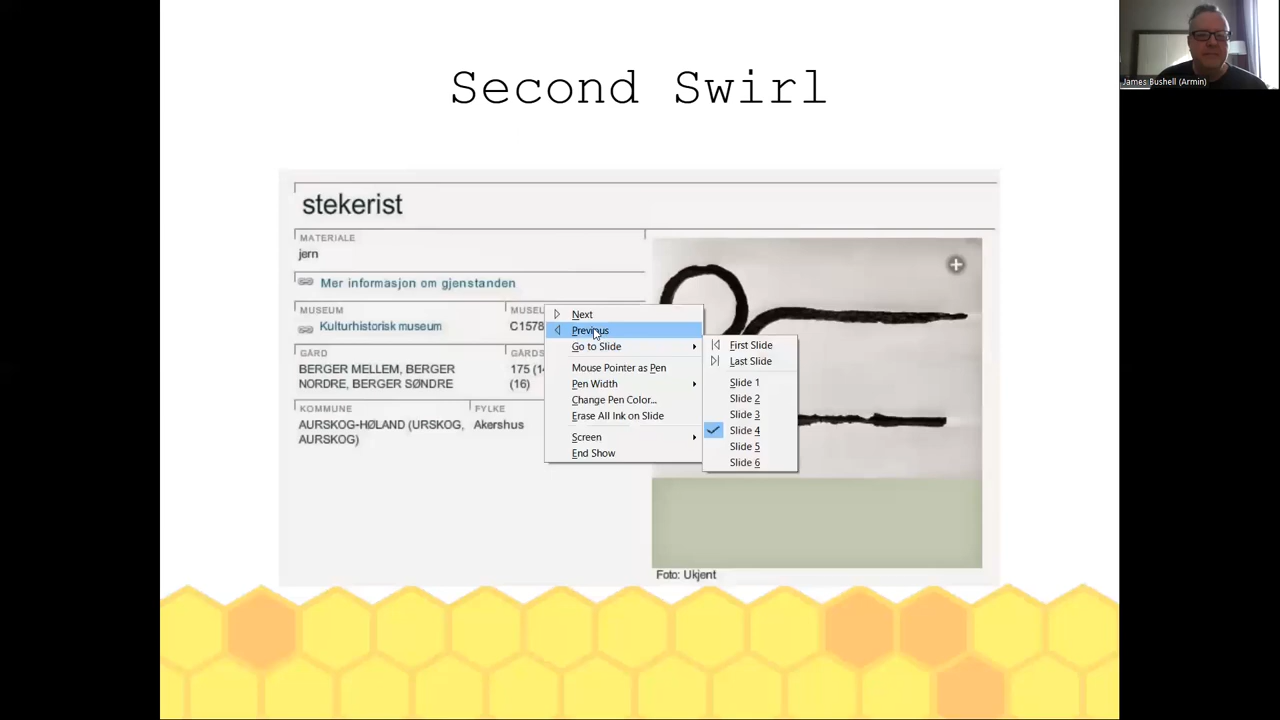 Second Swirl
James Bushell (Armin)
stekerist
MATERIALE
jern
Mer informasjon om gjenstanden
MUSEUM
Kulturhistorisk museum
C1578
GÅRD
BERGER MELLEM, BERGER
NORDRE, BERGER SØNDRE
GÅRDS
175
(16)
KOMMUNE
AURSKOG-HØLAND (URSKOG,
AURSKOG)
FYLKE
Akershus
Next
Previous
Go to Slide
Mouse Pointer as Pen
Pen Width
Change Pen Color...
Erase All Ink on Slide
Screen
End Show
First Slide
Last Slide
Slide 1
Slide 2
Slide 3
Slide 4
Slide 5
Slide 6
Foto: Ukjent